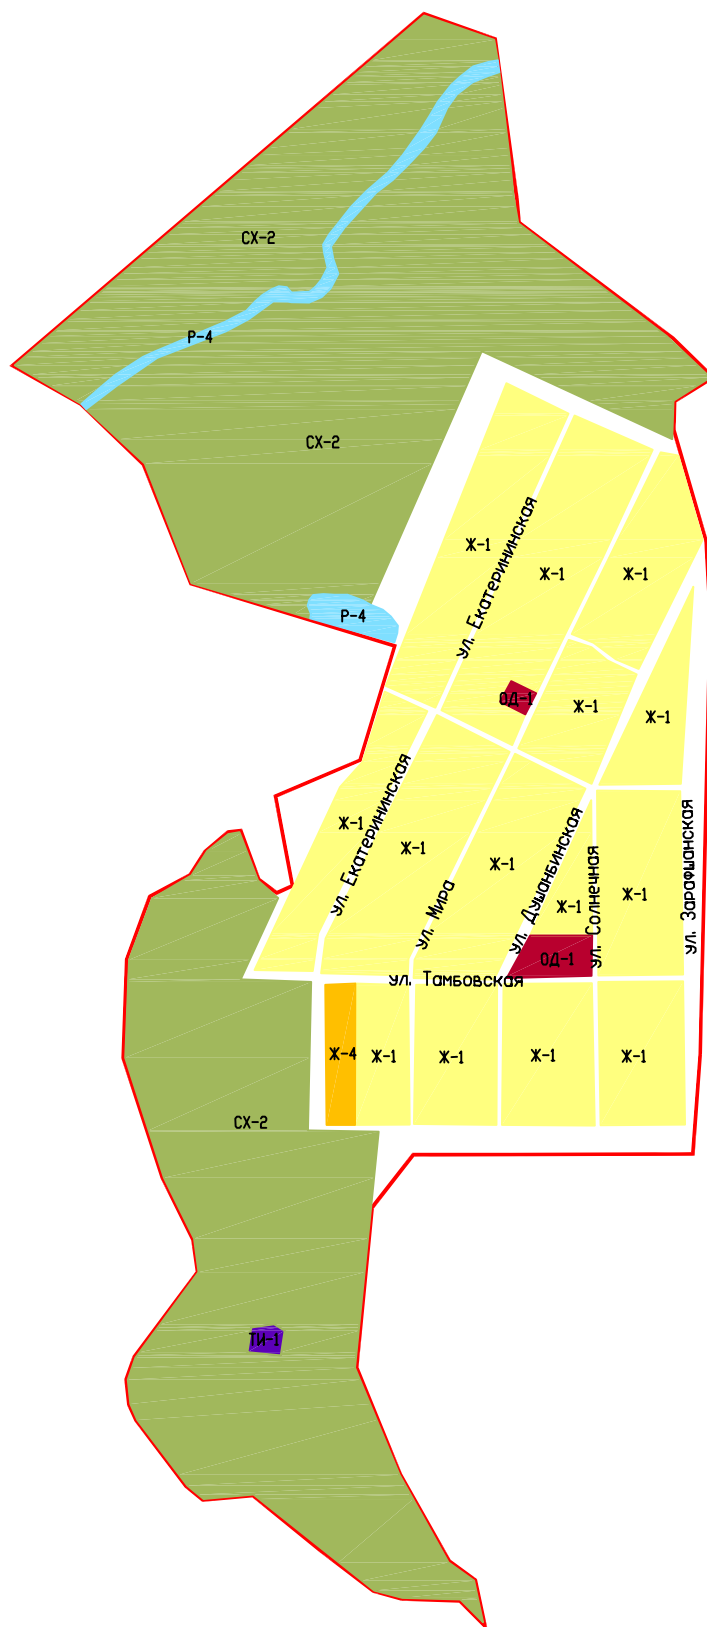 СХ-2
Р-4
СХ-2
Ж-1
ул. Екатерининская
Ж-1
Ж-1
Р-4
ОД-1
Ж-1
Ж-1
Ж-1
ул. Екатерининская
Ж-1
ул. Мира
Ж-1
ул. Душанбинская
Ж-1
ул. Солнечная
Ж-1
ул. Зарафшанская
ОД-1
ул. Тамбовская
Ж-4
Ж-1
Ж-1
Ж-1
Ж-1
СХ-2
ТИ-1